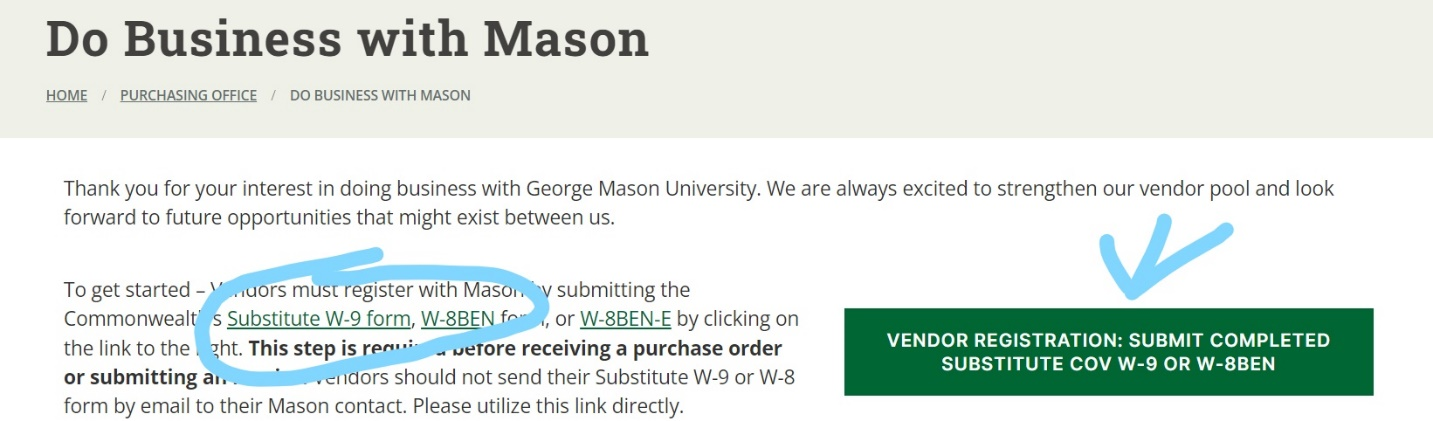 Do Business with Mason
HOME / PURCHASING OFFICE / DO BUSINESS WITH MASON
Thank you for your interest in doing business with George Mason University. We are always excited to strengthen our vendor pool and look
forward to future opportunities that might exist between us.
To get started – Vendors must register with Mason by submitting the
Commonwealth's Substitute W-9 form, W-8BEN form, or W-8BEN-E by clicking on
the link to the right. This step is required before receiving a purchase order
or submitting an Vendors should not send their Substitute W-9 or W-8
form by email to their Mason contact. Please utilize this link directly.
VENDOR REGISTRATION: SUBMIT COMPLETED
SUBSTITUTE COV W-9 OR W-8BEN